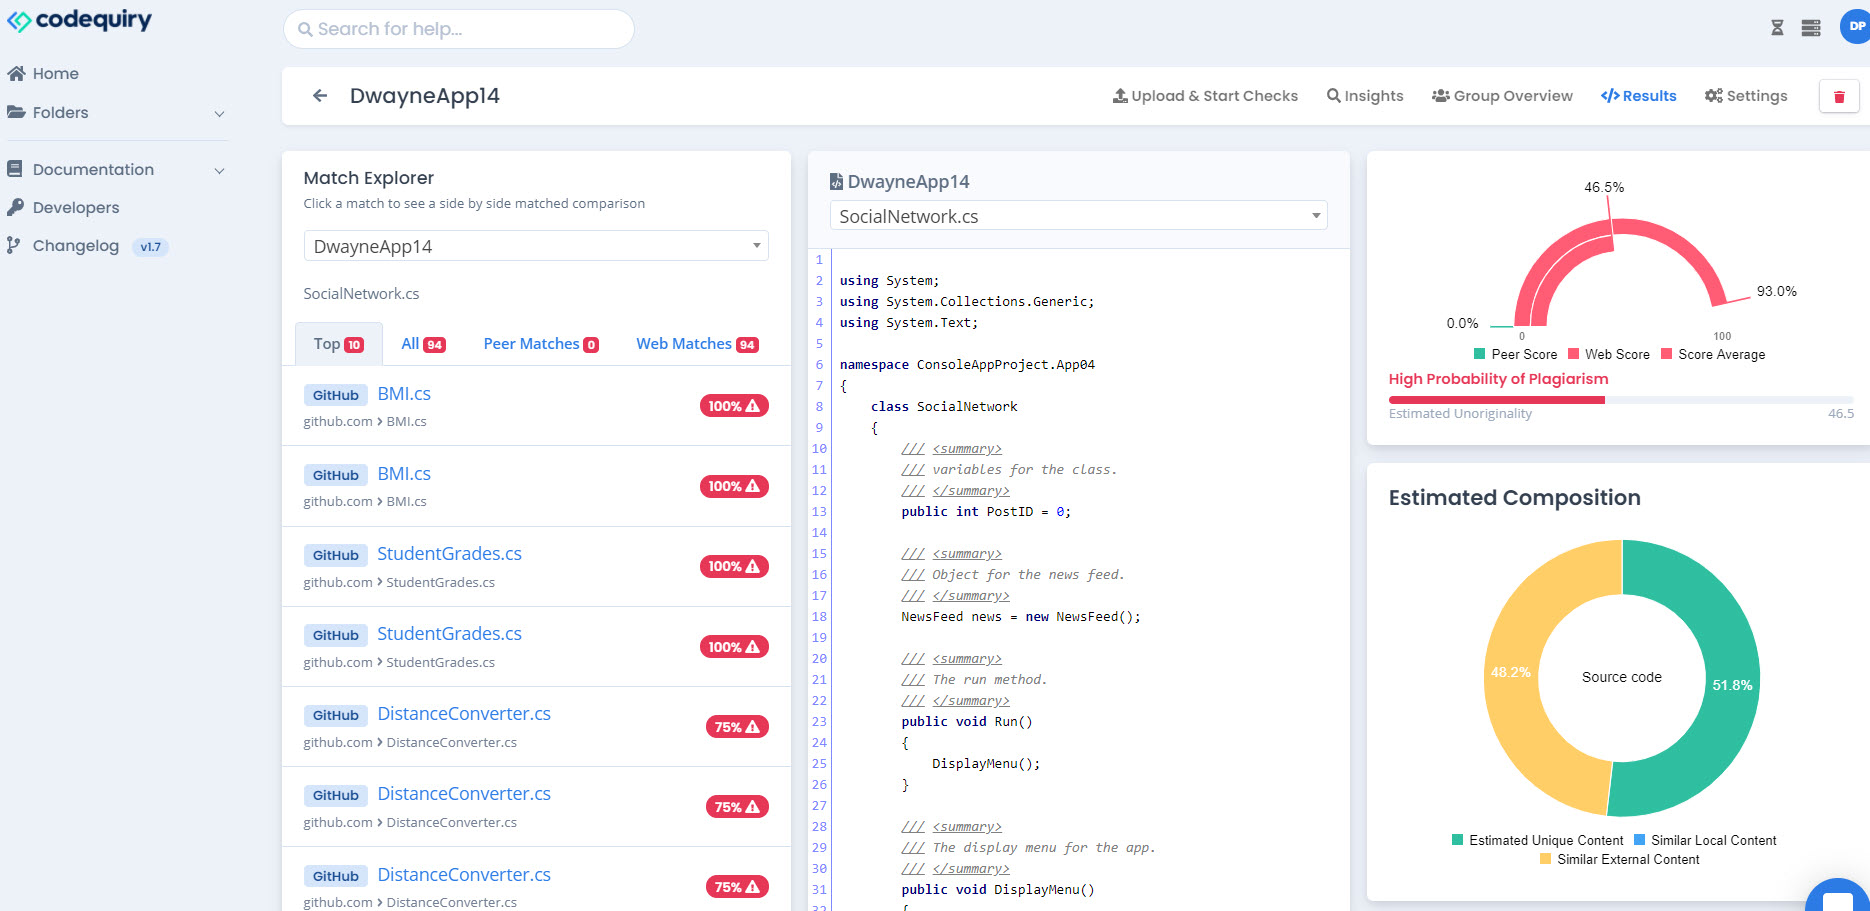 codequiry
Search for help...
DP
Home
Folders
Documentation
Developers
Changelog v1.7
DwayneApp14
Upload & Start Checks
Insights
Group Overview
Results
Settings
Match Explorer
Click a match to see a side by side matched comparison
DwayneApp14
SocialNetwork.cs
Top 10
All 94
Peer Matches 0
Web Matches 94
GitHub BMI.cs
github.com > BMI.cs
100%
GitHub BMI.cs
github.com > BMI.cs
100%
GitHub StudentGrades.cs
github.com > StudentGrades.cs
100%
GitHub StudentGrades.cs
github.com > StudentGrades.cs
100%
GitHub DistanceConverter.cs
github.com > DistanceConverter.cs
75%
GitHub DistanceConverter.cs
github.com > DistanceConverter.cs
75%
GitHub DistanceConverter.cs
github.com > DistanceConverter.cs
75%
DwayneApp14
SocialNetwork.cs
1
2 using System;
3 using System.Collections.Generic;
4 using System.Text;
5
6 namespace ConsoleAppProject.App04
7 {
8 class SocialNetwork
9 {
10 /// <summary>
11 /// variables for the class.
12 /// </summary>
13 public int PostID = 0;
14
15 /// <summary>
16 /// Object for the news feed.
17 /// </summary>
18 NewsFeed news = new NewsFeed();
19
20 /// <summary>
21 /// The run method.
22 /// </summary>
23 public void Run()
24 {
25 DisplayMenu();
26 }
27
28 /// <summary>
29 /// The display menu for the app.
30 /// </summary>
31 public void DisplayMenu()
32 {
46.5%
93.0%
0.0%
0
100
Peer Score
Web Score
Score Average
High Probability of Plagiarism
Estimated Unoriginality 46.5
Estimated Composition
48.2%
Source code
51.8%
Estimated Unique Content
Similar Local Content
Similar External Content